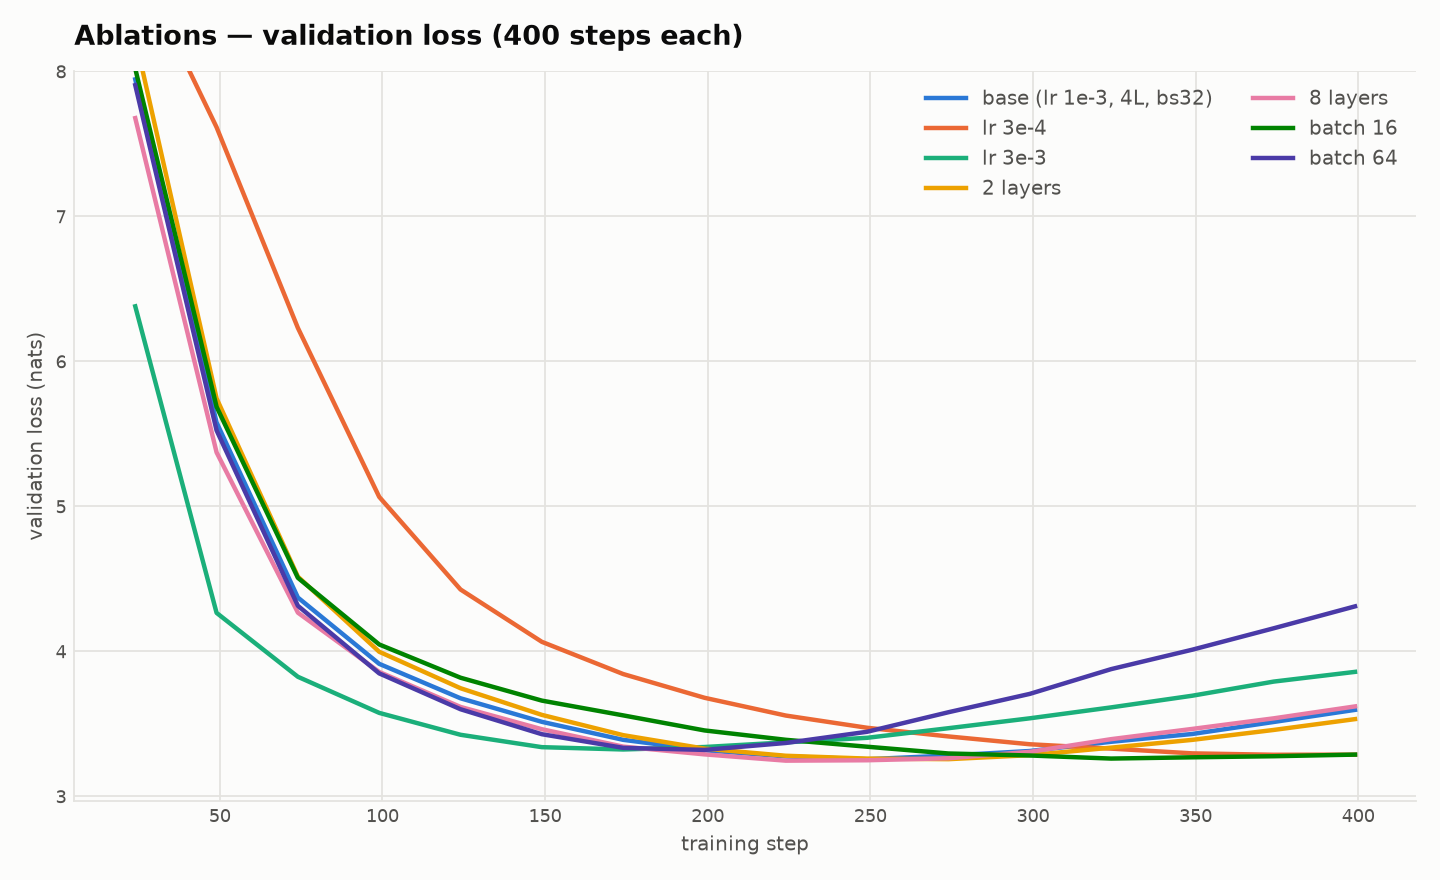 Ablations — validation loss (400 steps each)
base (lr 1e-3, 4L, bs32)
lr 3e-4
lr 3e-3
2 layers
8 layers
batch 16
batch 64
validation loss (nats)
8
7
6
5
4
3
50 100 150 200 250 300 350 400
training step